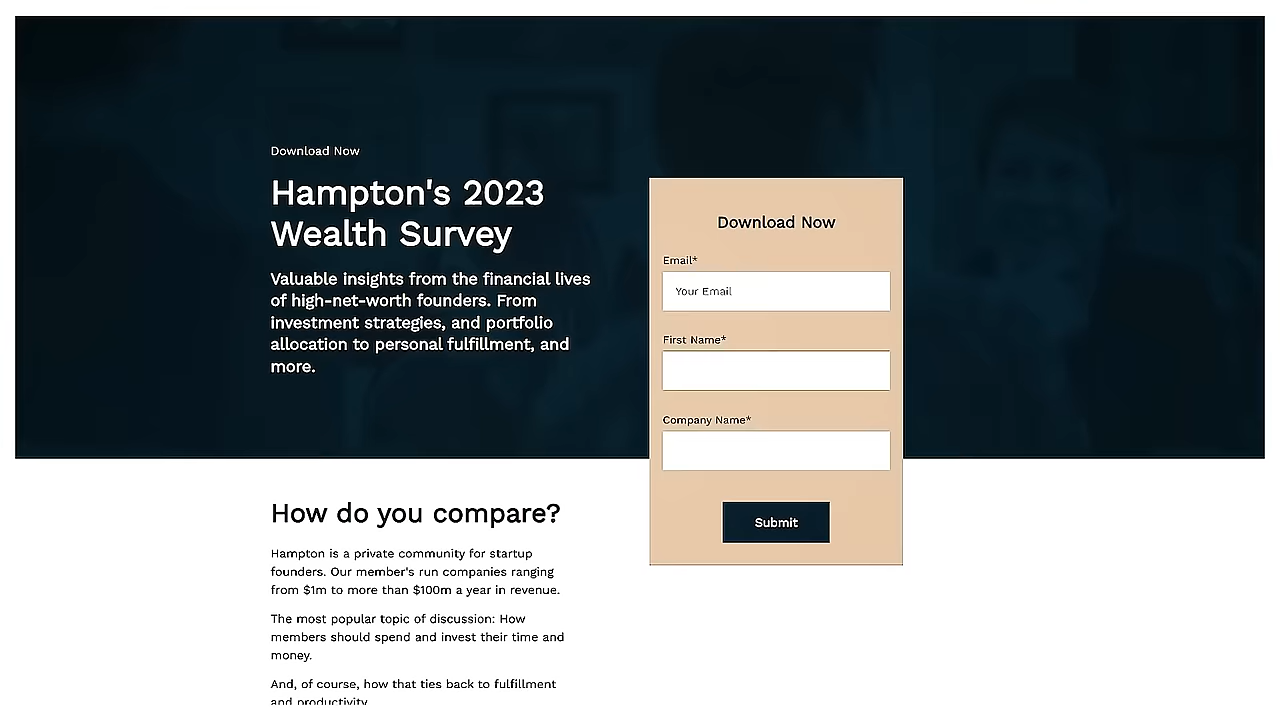 Download Now
Hampton's 2023
Wealth Survey
Valuable insights from the financial lives
of high-net-worth founders. From
investment strategies, and portfolio
allocation to personal fulfillment, and
more.
Download Now
Email*
Your Email
First Name*
Company Name*
Submit
How do you compare?
Hampton is a private community for startup
founders. Our member's run companies ranging
from $1m to more than $100m a year in revenue.
The most popular topic of discussion: How
members should spend and invest their time and
money.
And, of course, how that ties back to fulfillment
and productivity.